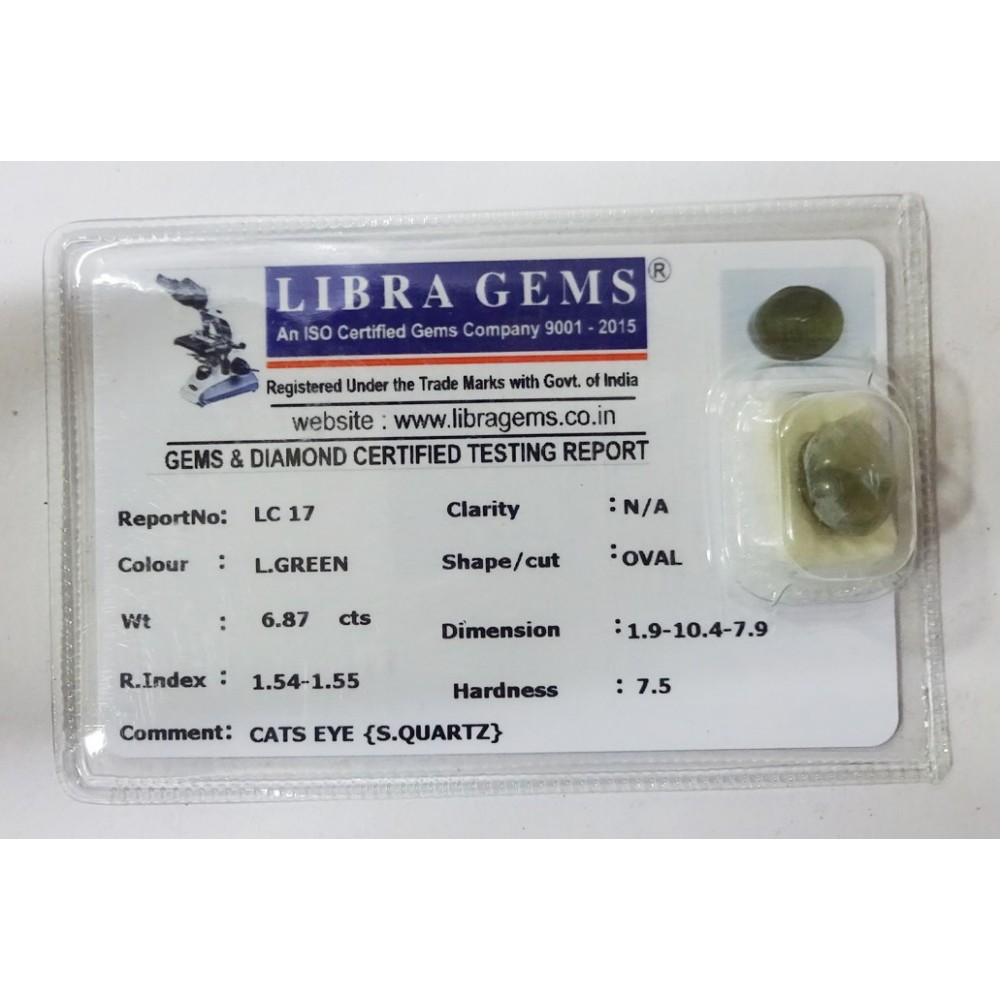 LIBRA GEMS ®
An ISO Certified Gems Company 9001 - 2015
Registered Under the Trade Marks with Govt. of India
website : www.libragems.co.in
GEMS & DIAMOND CERTIFIED TESTING REPORT
ReportNo: LC 17 Clarity : N/A
Colour : L.GREEN Shape/cut : OVAL
Wt : 6.87 cts Dimension : 1.9-10.4-7.9
R.Index : 1.54-1.55 Hardness : 7.5
Comment: CATS EYE {S.QUARTZ}